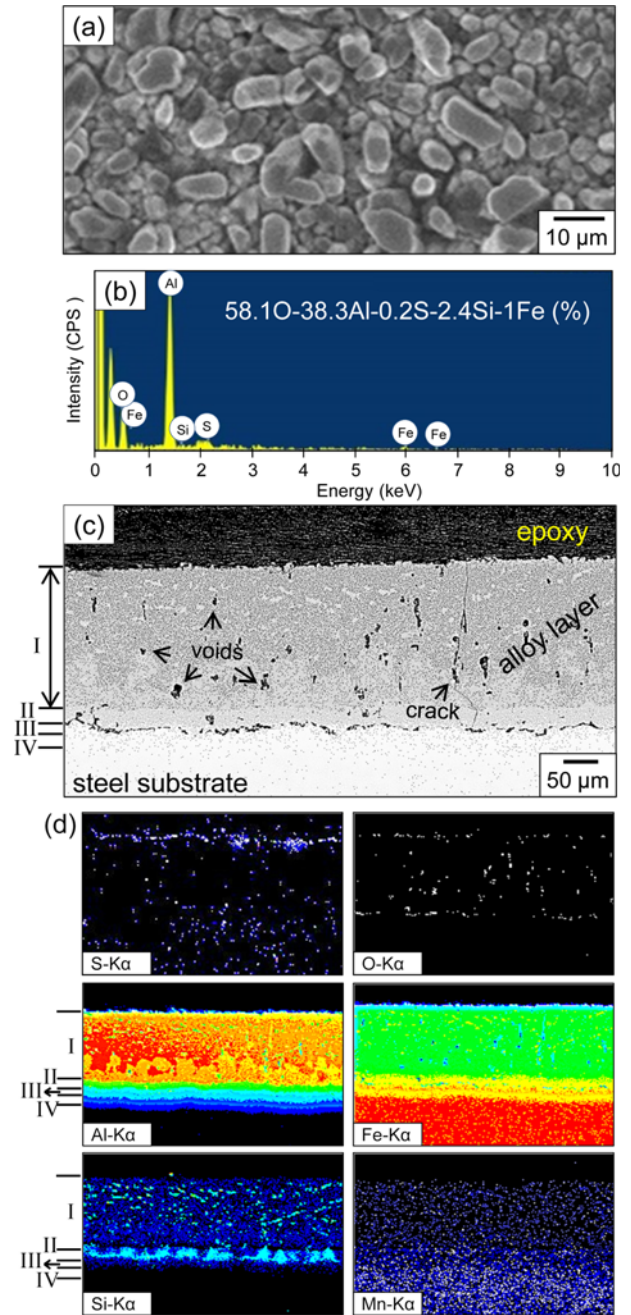 (a)
10 µm
(b)
58.1O-38.3Al-0.2S-2.4Si-1Fe (%)
Intensity (CPS)
Al
O
Fe
Si
S
Fe
Fe
0 1 2 3 4 5 6 7 8 9 10
Energy (keV)
(c)
epoxy
I
voids
alloy layer
crack
II
III
IV
steel substrate
50 µm
(d)
S-Kα
O-Kα
I
II
III
IV
Al-Kα
Fe-Kα
I
II
III
IV
Si-Kα
Mn-Kα